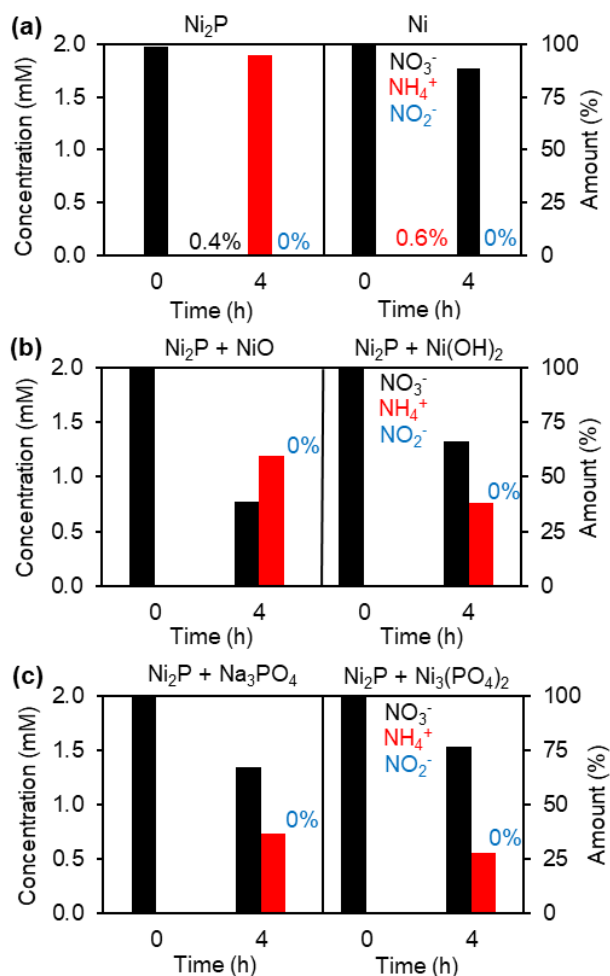 (a) Ni₂P Ni
2.0 100
NO₃⁻
NH₄⁺
NO₂⁻
1.5 75
1.0 50
0.5 25
0.4% 0% 0.6% 0%
0.0 0
Concentration (mM)
Amount (%)
0 4 0 4
Time (h) Time (h)
(b) Ni₂P + NiO Ni₂P + Ni(OH)₂
2.0 100
NO₃⁻
NH₄⁺
NO₂⁻
1.5 75
0% 0%
1.0 50
0.5 25
0.0 0
Concentration (mM)
Amount (%)
0 4 0 4
Time (h) Time (h)
(c) Ni₂P + Na₃PO₄ Ni₂P + Ni₃(PO₄)₂
2.0 100
NO₃⁻
NH₄⁺
NO₂⁻
1.5 75
1.0 50
0% 0%
0.5 25
0.0 0
Concentration (mM)
Amount (%)
0 4 0 4
Time (h) Time (h)